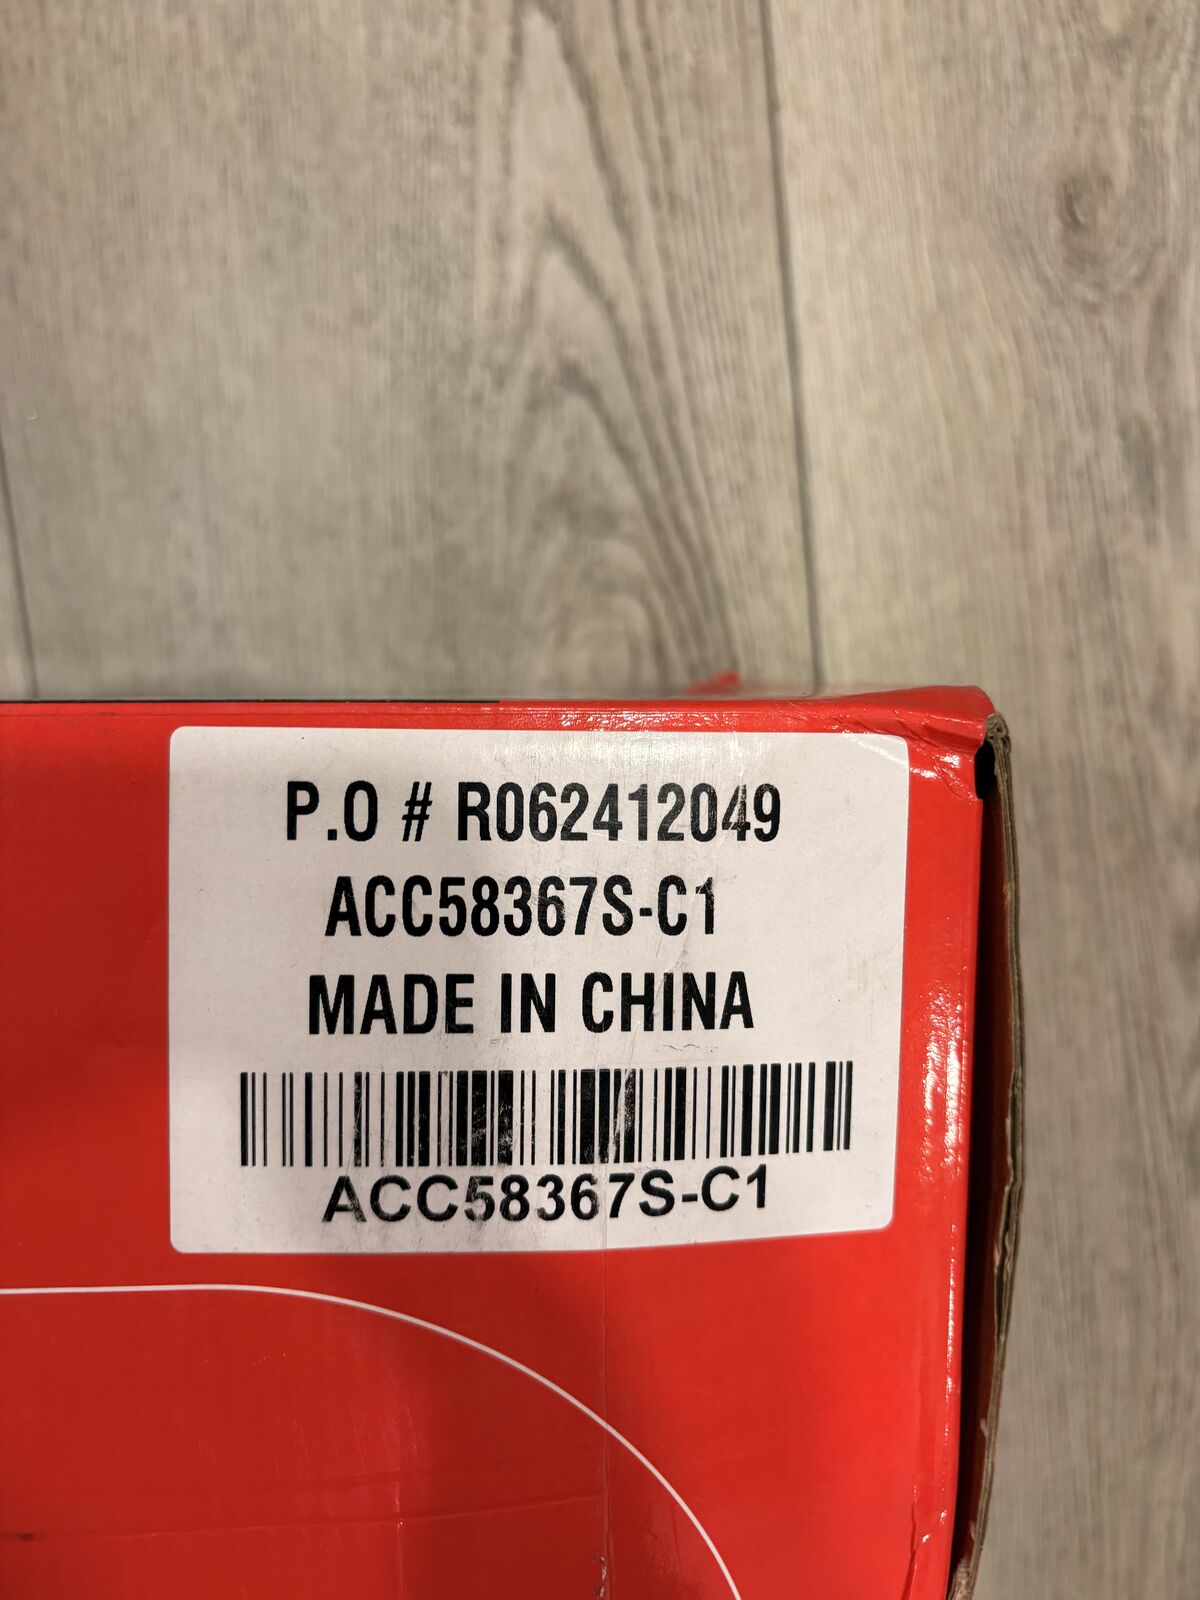 P.O # R062412049
ACC58367S-C1
MADE IN CHINA
ACC58367S-C1